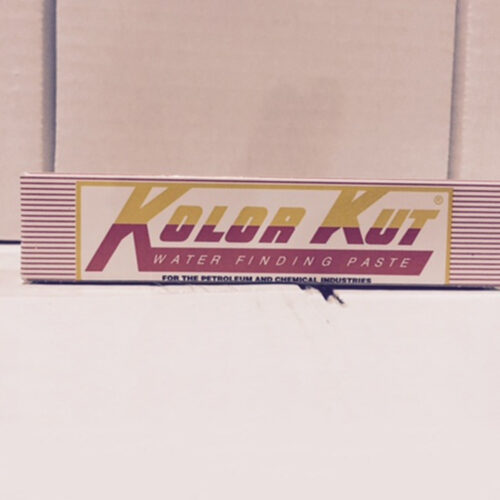 KOLOR KUT®
WATER FINDING PASTE
FOR THE PETROLEUM AND CHEMICAL INDUSTRIES